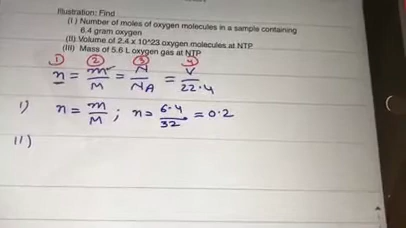 Illustration: Find
(I ) Number of moles of oxygen molecules in a sample containing
6.4 gram oxygen
(II) Volume of 2.4 x 10^23 oxygen molecules at NTP
(III) Mass of 5.6 L oxygen gas at NTP
① ② ③ ④
n = m/M = N/NA = V/22.4
I) n = m/M ; n = 6.4/32 = 0.2
II)